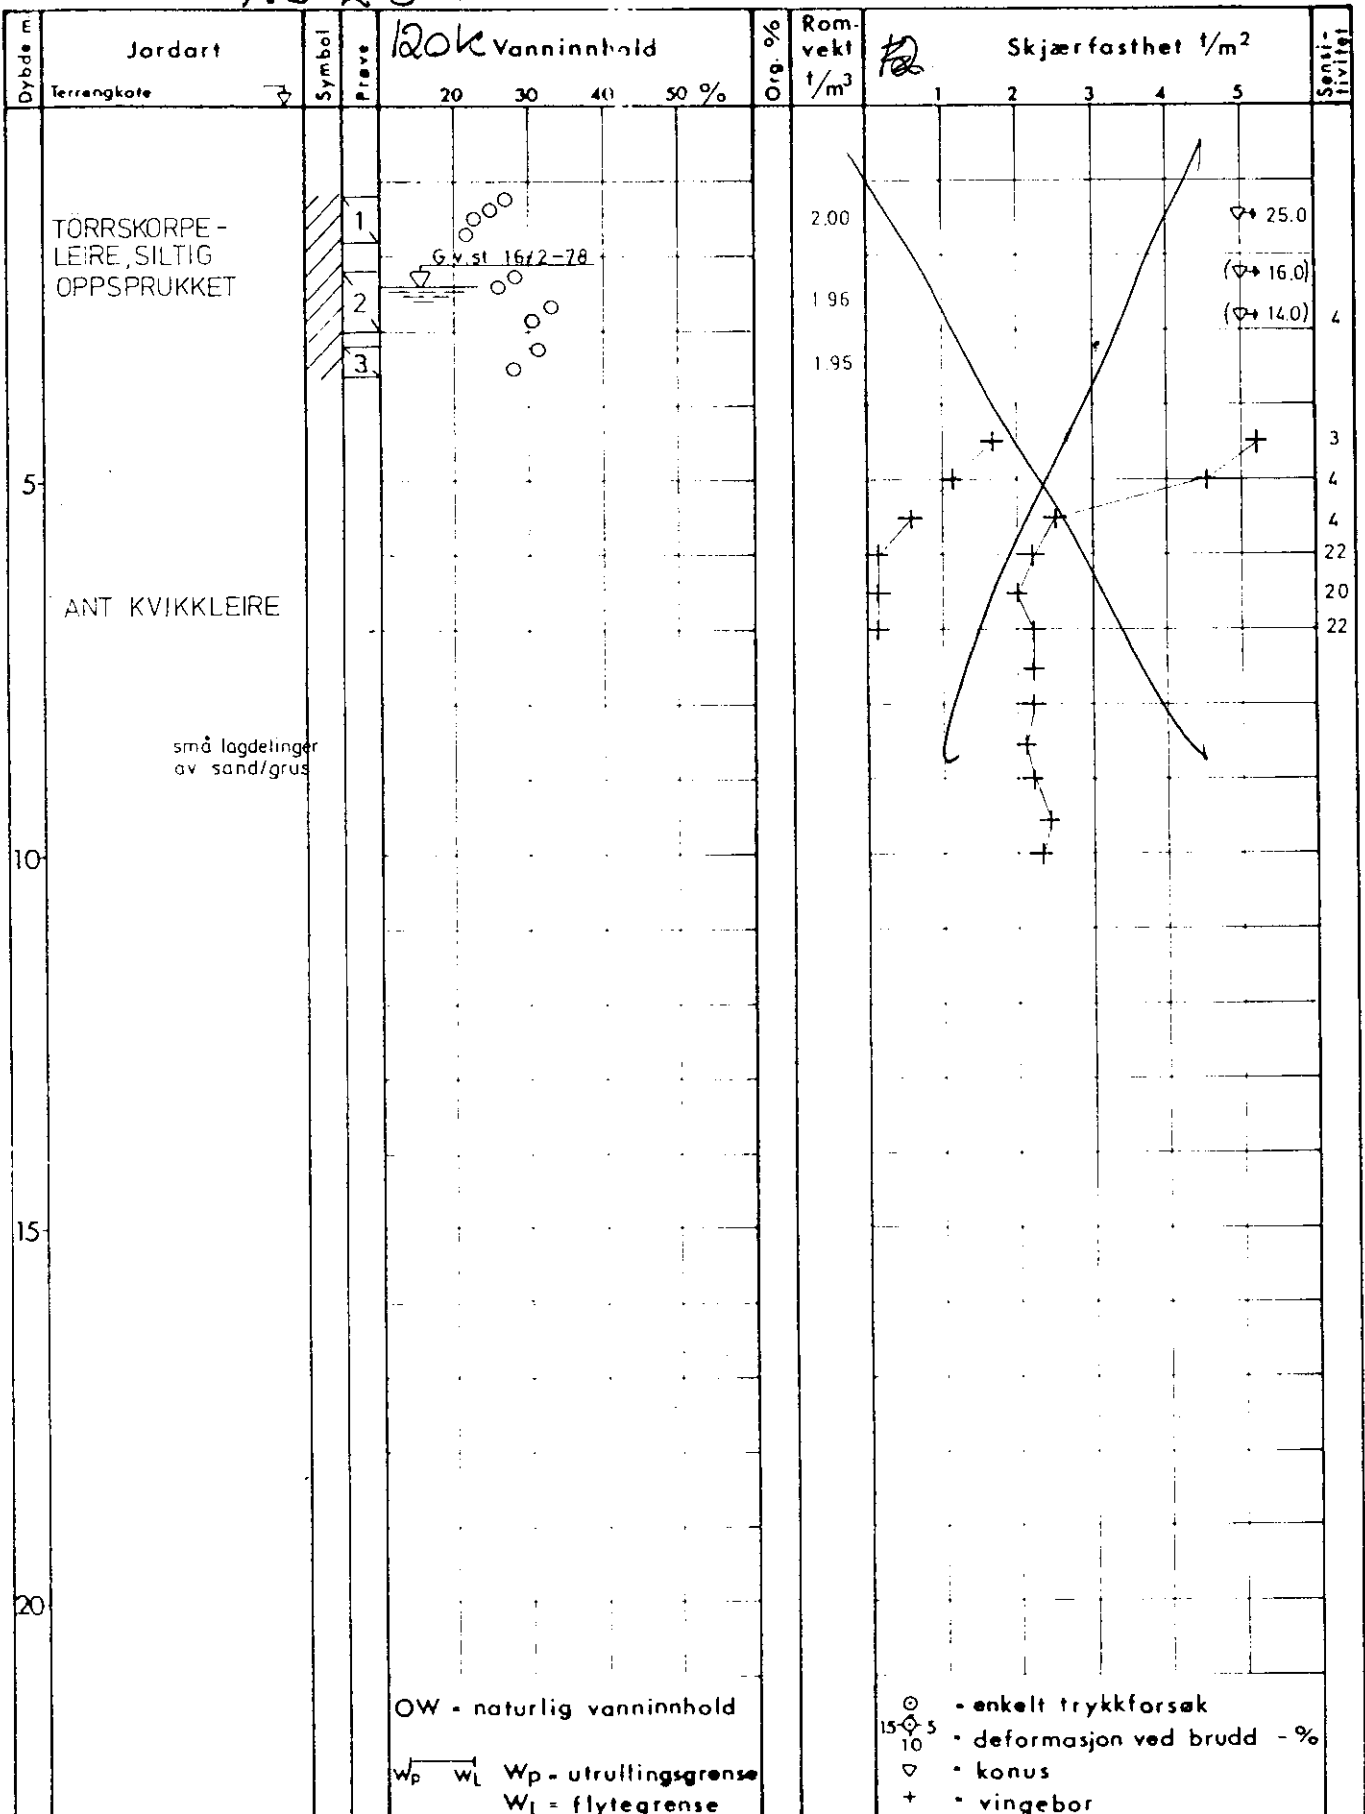 Dybde m
Jordart
Terrengkote
Symbol
Prøve
120K Vanninnhold
20 30 40 50 %
Org. %
Rom-
vekt
t/m³
Skjærfasthet t/m²
1 2 3 4 5
Sensi-
tivitet
TÖRRSKORPE-
LEIRE, SILTIG
OPPSPRUKKET
1
2
3
G.v.st 16/2-78
2.00
1.96
1.95
25.0
(16.0)
(14.0)
4
3
4
4
22
20
22
5
ANT KVIKKLEIRE
små lagdelinger
av sand/grus
10
15
20
OW - naturlig vanninnhold
Wp WL Wp - utrullingsgrense
WL = flytegrense
- enkelt trykkforsøk
15 5
10 - deformasjon ved brudd - %
- konus
+ - vingebor